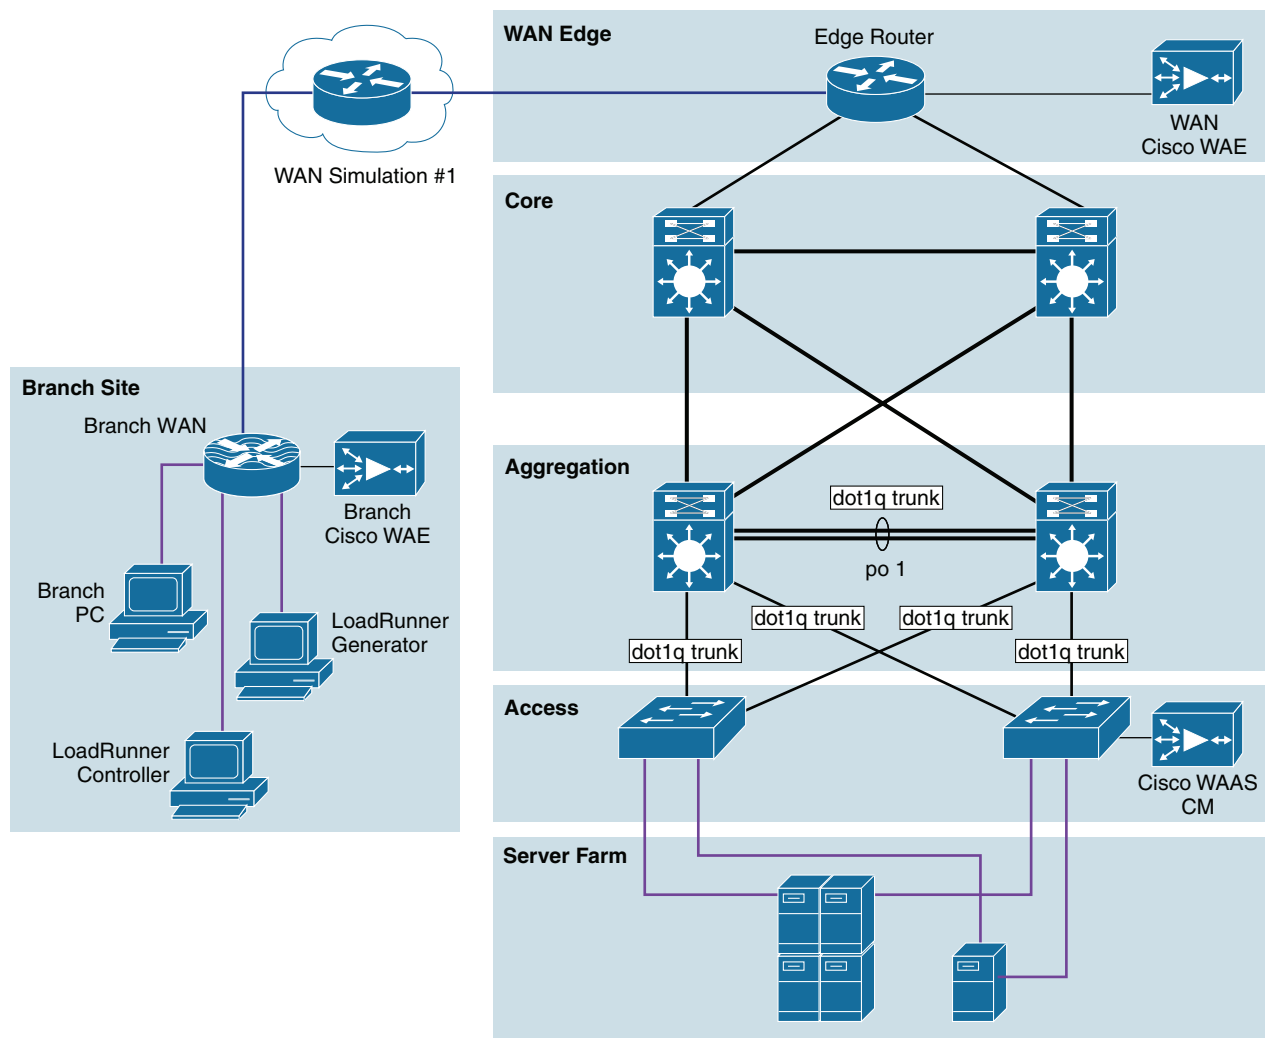 WAN Edge
Edge Router
WAN
Cisco WAE
WAN Simulation #1
Core
Branch Site
Branch WAN
Branch
Cisco WAE
Branch
PC
LoadRunner
Generator
LoadRunner
Controller
Aggregation
dot1q trunk
po 1
dot1q trunk
dot1q trunk
dot1q trunk
dot1q trunk
Access
Cisco WAAS
CM
Server Farm